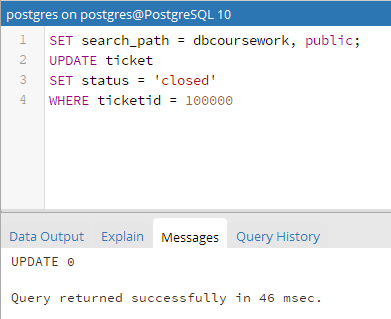 postgres on postgres@PostgreSQL 10
1 SET search_path = dbcoursework, public;
2 UPDATE ticket
3 SET status = 'closed'
4 WHERE ticketid = 100000
Data Output Explain Messages Query History
UPDATE 0
Query returned successfully in 46 msec.